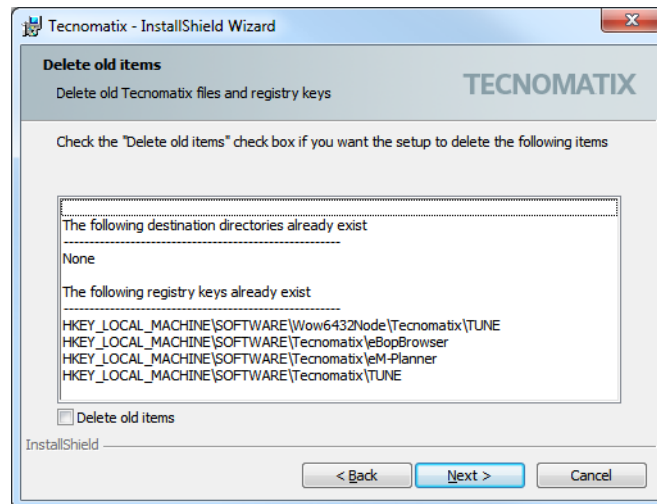 Tecnomatix - InstallShield Wizard
Delete old items
Delete old Tecnomatix files and registry keys
TECNOMATIX
Check the "Delete old items" check box if you want the setup to delete the following items
The following destination directories already exist
------------------------------------------------------
None
The following registry keys already exist
------------------------------------------------------
HKEY_LOCAL_MACHINE\SOFTWARE\Wow6432Node\Tecnomatix\TUNE
HKEY_LOCAL_MACHINE\SOFTWARE\Tecnomatix\eBopBrowser
HKEY_LOCAL_MACHINE\SOFTWARE\Tecnomatix\eM-Planner
HKEY_LOCAL_MACHINE\SOFTWARE\Tecnomatix\TUNE
Delete old items
InstallShield
< Back
Next >
Cancel